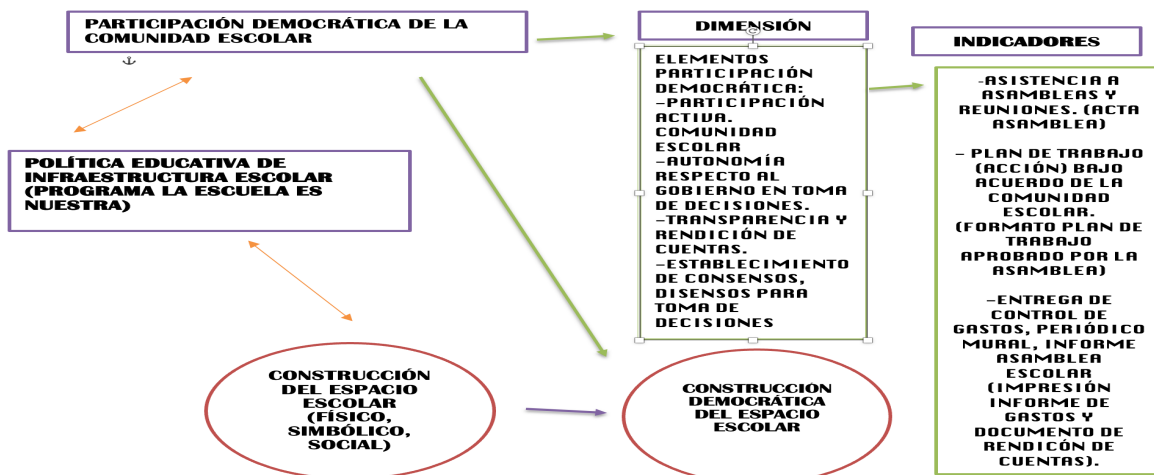 PARTICIPACIÓN DEMOCRÁTICA DE LA
COMUNIDAD ESCOLAR
DIMENSIÓN
INDICADORES
ELEMENTOS
PARTICIPACIÓN
DEMOCRÁTICA:
-PARTICIPACIÓN
ACTIVA.
COMUNIDAD
ESCOLAR
-AUTONOMÍA
RESPECTO AL
GOBIERNO EN TOMA
DE DECISIONES.
-TRANSPARENCIA Y
RENDICIÓN DE
CUENTAS.
-ESTABLECIMIENTO
DE CONSENSOS,
DISENSOS PARA
TOMA DE
DECISIONES
-ASISTENCIA A
ASAMBLEAS Y
REUNIONES. (ACTA
ASAMBLEA)
- PLAN DE TRABAJO
(ACCIÓN) BAJO
ACUERDO DE LA
COMUNIDAD
ESCOLAR.
(FORMATO PLAN DE
TRABAJO
APROBADO POR LA
ASAMBLEA)
-ENTREGA DE
CONTROL DE
GASTOS, PERIÓDICO
MURAL, INFORME
ASAMBLEA
ESCOLAR
(IMPRESIÓN
INFORME DE
GASTOS Y
DOCUMENTO DE
RENDICÓN DE
CUENTAS).
POLÍTICA EDUCATIVA DE
INFRAESTRUCTURA ESCOLAR
(PROGRAMA LA ESCUELA ES
NUESTRA)
CONSTRUCCIÓN
DEL ESPACIO
ESCOLAR
(FÍSICO,
SIMBÓLICO,
SOCIAL)
CONSTRUCCIÓN
DEMOCRÁTICA
DEL ESPACIO
ESCOLAR